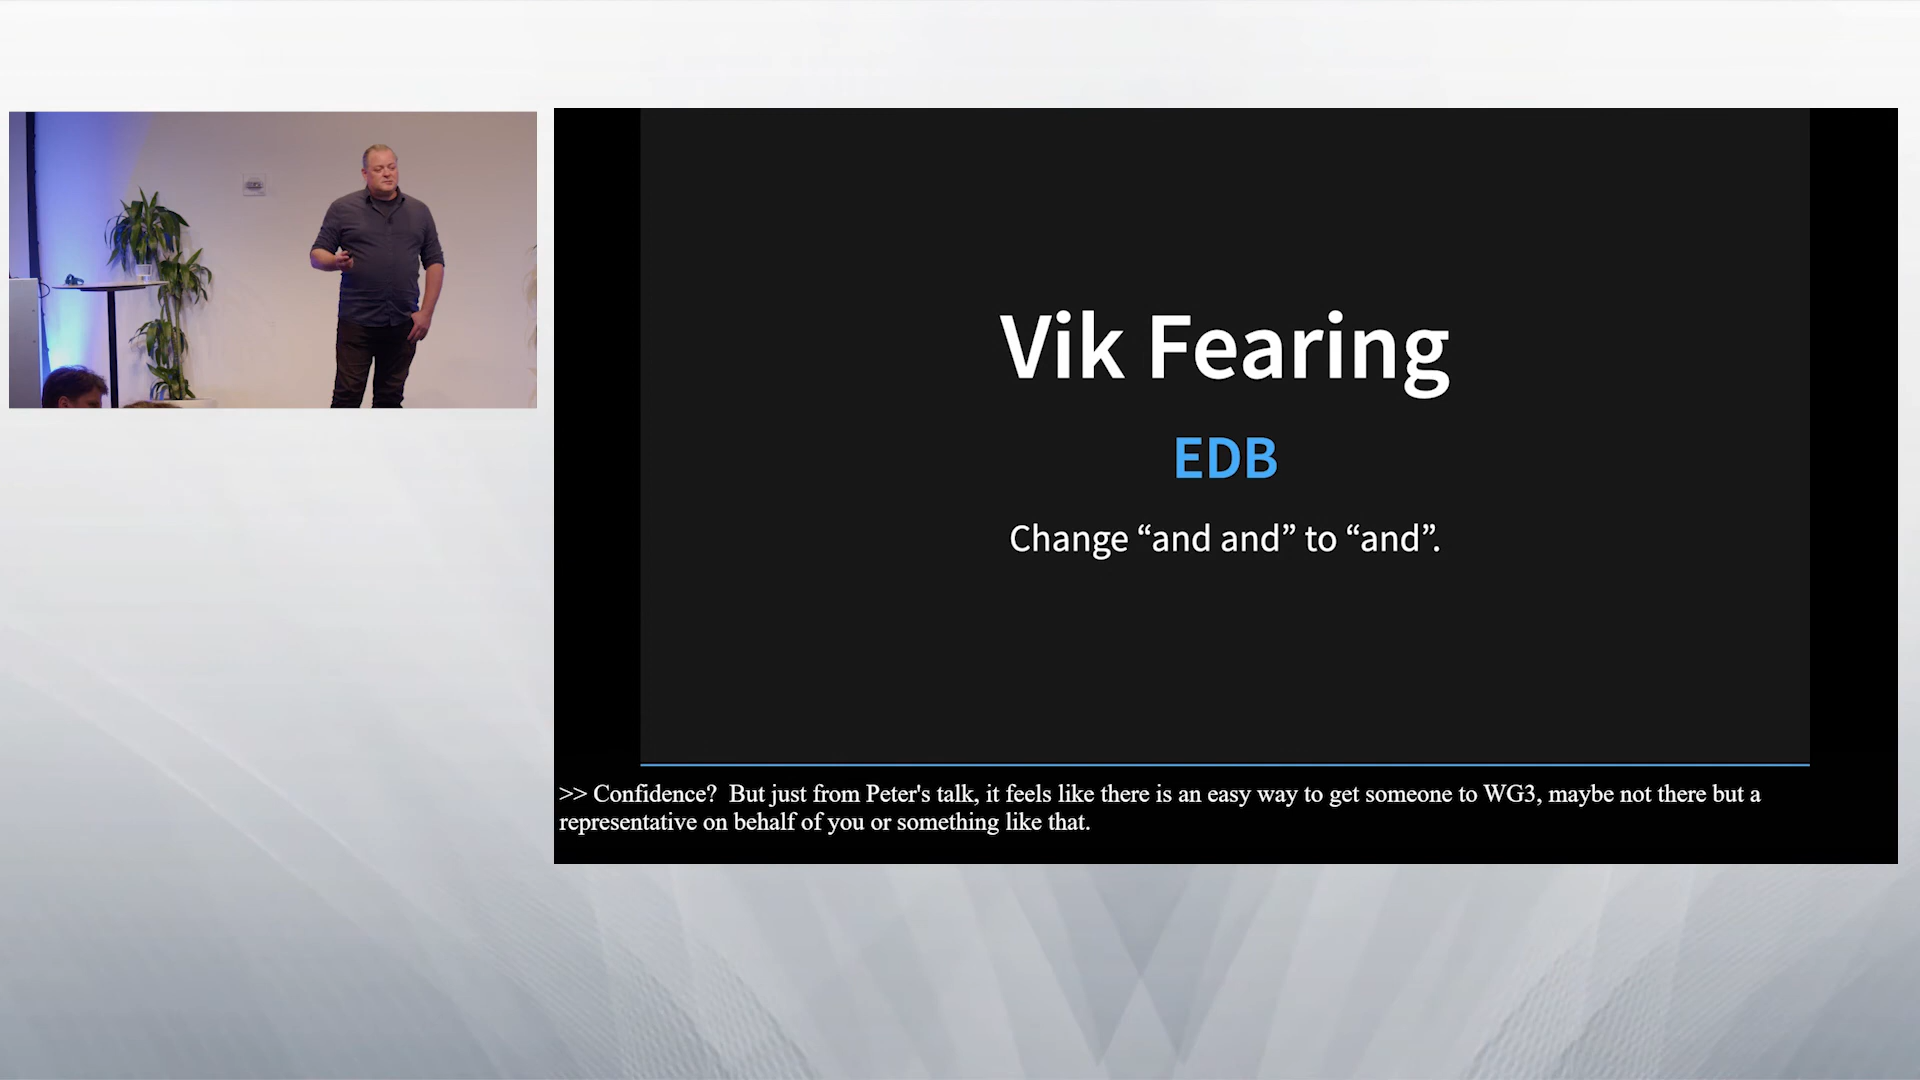 Vik Fearing
EDB
Change “and and” to “and”.
>> Confidence?  But just from Peter's talk, it feels like there is an easy way to get someone to WG3, maybe not there but a
representative on behalf of you or something like that.